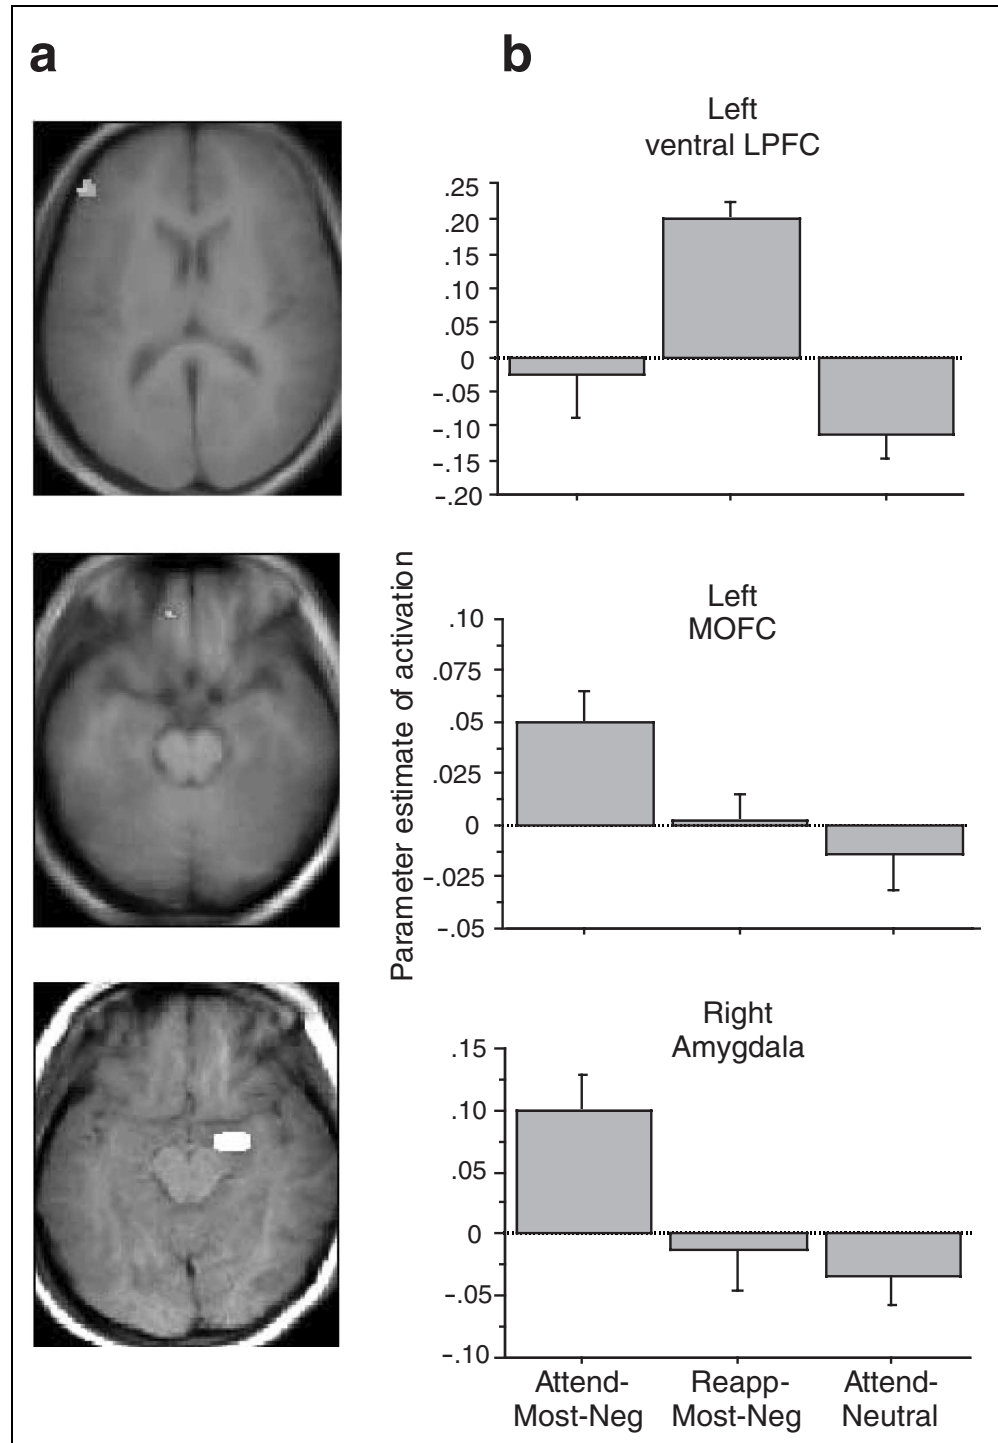 a
b
Left
ventral LPFC
.25
.20
.15
.10
.05
0
-.05
-.10
-.15
-.20
Parameter estimate of activation
Left
MOFC
.10
.075
.05
.025
0
-.025
-.05
Right
Amygdala
.15
.10
.05
0
-.05
-.10
Attend-
Most-Neg
Reapp-
Most-Neg
Attend-
Neutral